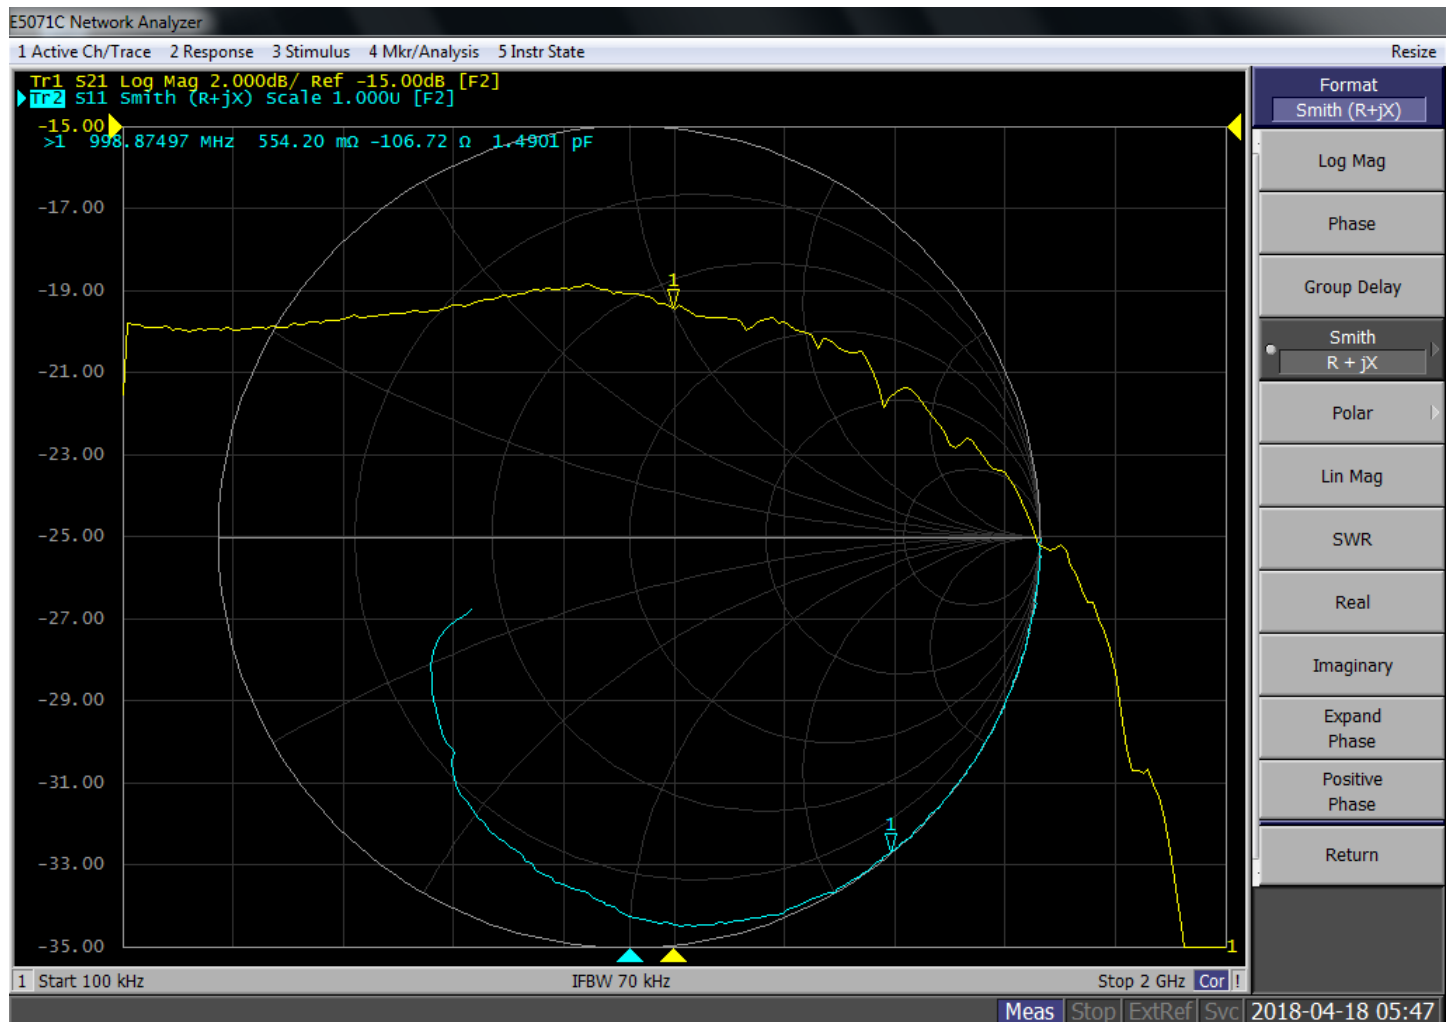 E5071C Network Analyzer
1 Active Ch/Trace 2 Response 3 Stimulus 4 Mkr/Analysis 5 Instr State Resize
Tr1 S21 Log Mag 2.000dB/ Ref -15.00dB [F2]
Tr2 S11 Smith (R+jX) Scale 1.000U [F2]
-15.00
>1 998.87497 MHz 554.20 mΩ -106.72 Ω 1.4901 pF
-17.00
-19.00
1
-21.00
-23.00
-25.00
-27.00
-29.00
-31.00
1
-33.00
-35.00
1
1 Start 100 kHz IFBW 70 kHz Stop 2 GHz Cor !
Meas Stop ExtRef Svc 2018-04-18 05:47
Format
Smith (R+jX)
Log Mag
Phase
Group Delay
Smith
R + jX
Polar
Lin Mag
SWR
Real
Imaginary
Expand
Phase
Positive
Phase
Return